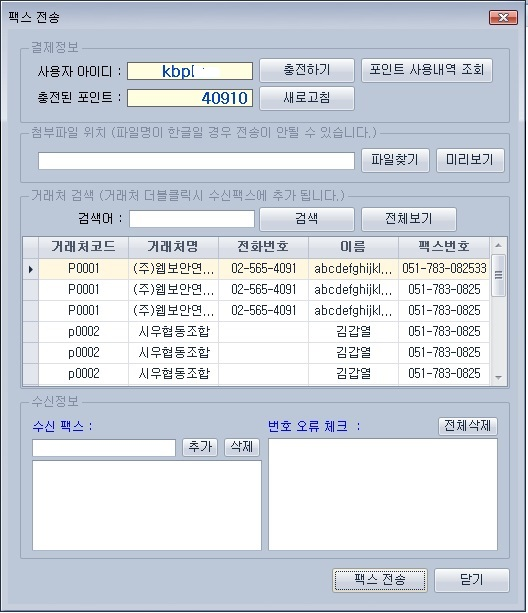 팩스 전송
결제정보
사용자 아이디 : kbp
충전하기
포인트 사용내역 조회
충전된 포인트 : 40910
새로고침
첨부파일 위치 (파일명이 한글일 경우 전송이 안될 수 있습니다.)
파일찾기
미리보기
거래처 검색 (거래처 더블클릭시 수신팩스에 추가 됩니다.)
검색어 :
검색
전체보기
거래처코드 거래처명 전화번호 이름 팩스번호
P0001 (주)웹보안연... 02-565-4091 abcdefghijkl... 051-783-082533
P0001 (주)웹보안연... 02-565-4091 abcdefghijkl... 051-783-0825
P0001 (주)웹보안연... 02-565-4091 abcdefghijkl... 051-783-0825
p0002 시우협동조합 김갑열 051-783-0825
p0002 시우협동조합 김갑열 051-783-0825
p0002 시우협동조합 김갑열 051-783-0825
수신정보
수신 팩스 :
번호 오류 체크 :
전체삭제
추가
삭제
팩스 전송
닫기